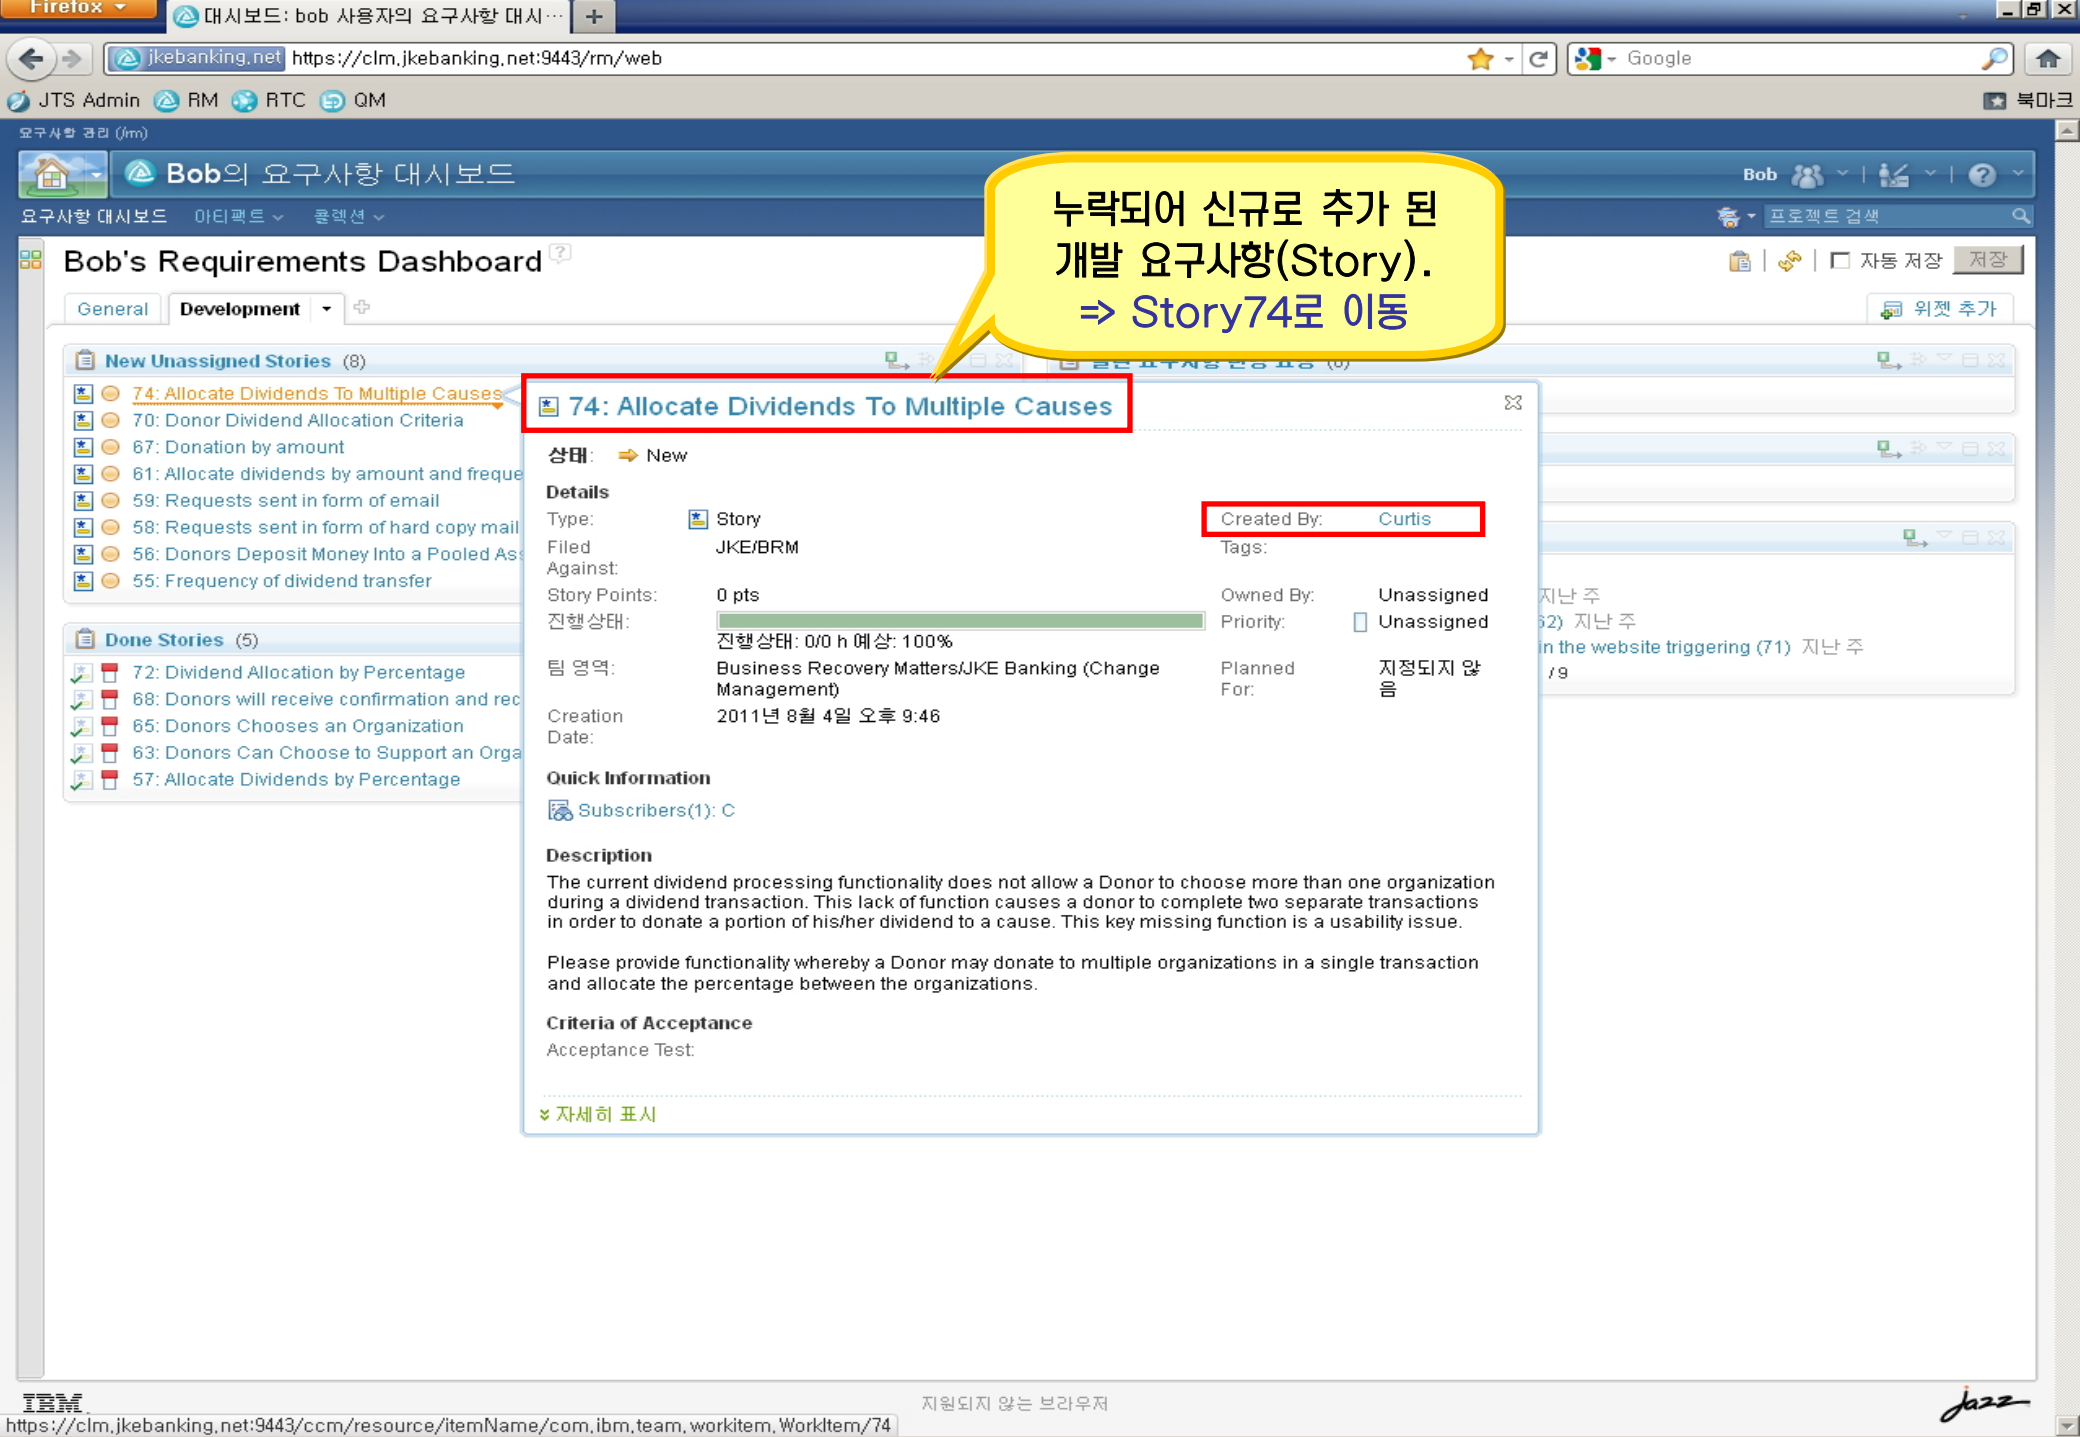 Firefox
대시보드: bob 사용자의 요구사항 대시…
jkebanking.net https://clm.jkebanking.net:9443/rm/web
Google
JTS Admin RM RTC QM
북마크
요구사항 관리 (/rm)
Bob의 요구사항 대시보드
Bob
요구사항 대시보드 아티팩트 콜렉션
프로젝트 검색
누락되어 신규로 추가 된
개발 요구사항(Story).
=> Story74로 이동
Bob's Requirements Dashboard
자동 저장 저장
General Development
위젯 추가
New Unassigned Stories (8)
74: Allocate Dividends To Multiple Causes
70: Donor Dividend Allocation Criteria
67: Donation by amount
61: Allocate dividends by amount and freque
59: Requests sent in form of email
58: Requests sent in form of hard copy mail
56: Donors Deposit Money Into a Pooled Ass
55: Frequency of dividend transfer
Done Stories (5)
72: Dividend Allocation by Percentage
68: Donors will receive confirmation and rec
65: Donors Chooses an Organization
63: Donors Can Choose to Support an Orga
57: Allocate Dividends by Percentage
74: Allocate Dividends To Multiple Causes
상태: New
Details
Type: Story
Created By: Curtis
Filed Against: JKE/BRM
Tags:
Story Points: 0 pts
Owned By: Unassigned
진행상태:
Priority: Unassigned
진행상태: 0/0 h 예상: 100%
팀 영역: Business Recovery Matters/JKE Banking (Change
Management)
Planned For: 지정되지 않
음
Creation Date: 2011년 8월 4일 오후 9:46
Quick Information
Subscribers(1): C
Description
The current dividend processing functionality does not allow a Donor to choose more than one organization
during a dividend transaction. This lack of function causes a donor to complete two separate transactions
in order to donate a portion of his/her dividend to a cause. This key missing function is a usability issue.
Please provide functionality whereby a Donor may donate to multiple organizations in a single transaction
and allocate the percentage between the organizations.
Criteria of Acceptance
Acceptance Test:
자세히 표시
지난 주
62) 지난 주
in the website triggering (71) 지난 주
/ 9
IBM
지원되지 않는 브라우저
jazz
https://clm.jkebanking.net:9443/ccm/resource/itemName/com.ibm.team.workitem.WorkItem/74